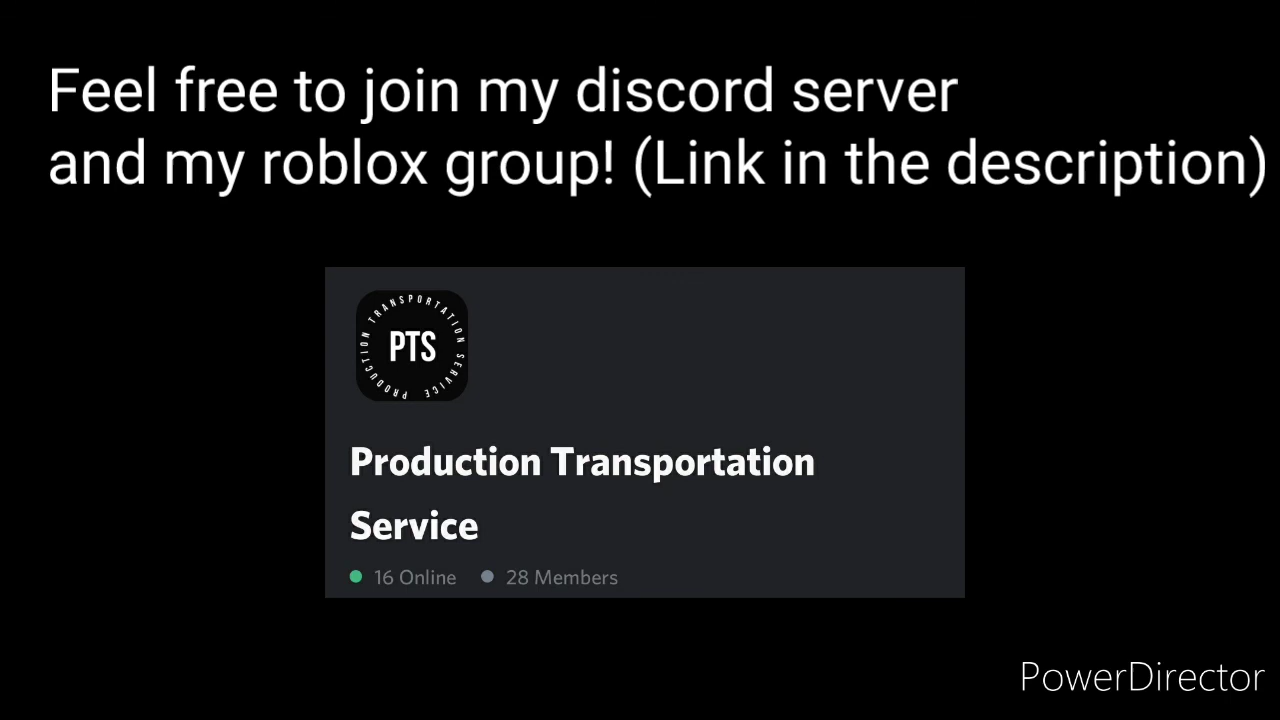 Feel free to join my discord server
and my roblox group! (Link in the description)
PRODUCTION TRANSPORTATION SERVICE
PTS
Production Transportation
Service
16 Online 28 Members
PowerDirector